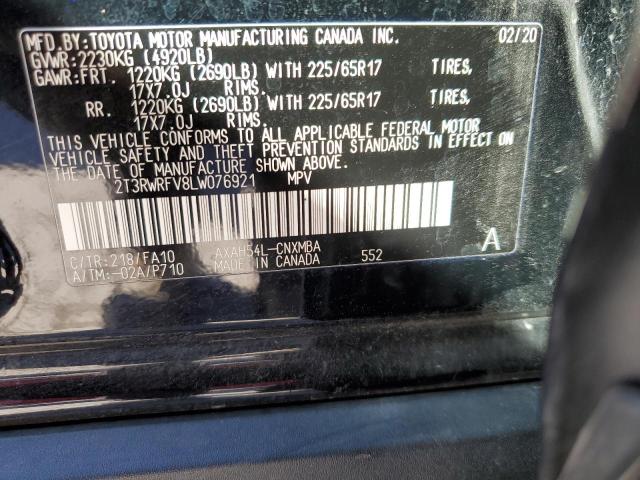 MFD.BY:TOYOTA MOTOR MANUFACTURING CANADA INC. 02/20
GVWR:2230KG (4920LB)
GAWR:FRT. 1220KG (2690LB) WITH 225/65R17 TIRES,
17X7.0J RIMS.
RR. 1220KG (2690LB) WITH 225/65R17 TIRES,
17X7.0J RIMS.
THIS VEHICLE CONFORMS TO ALL APPLICABLE FEDERAL MOTOR
VEHICLE SAFETY AND THEFT PREVENTION STANDARDS IN EFFECT ON
THE DATE OF MANUFACTURE SHOWN ABOVE.
2T3RWRFV8LW076921 MPV
C/TR:218/FA10 AXAH54L-CNXMBA
A/TM:-02A/P710 MADE IN CANADA 552 A